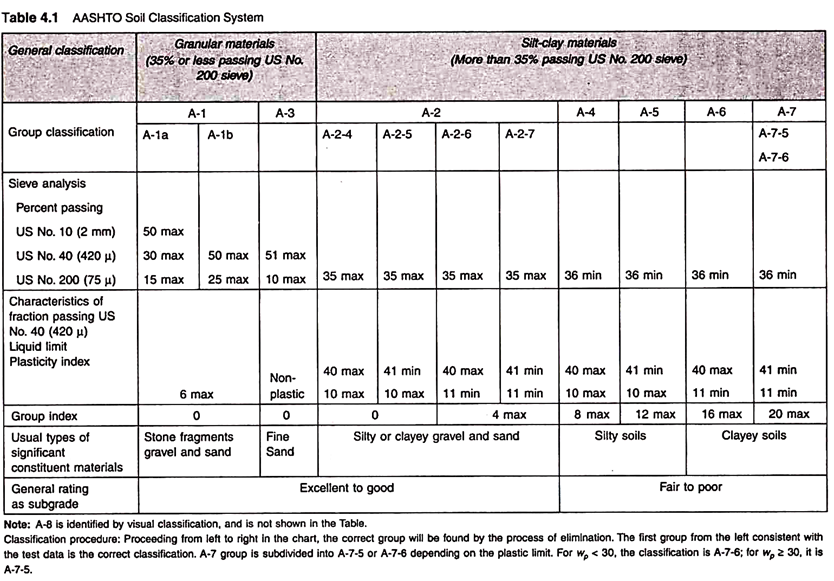 Table 4.1 AASHTO Soil Classification System
General classification
Granular materials
(35% or less passing US No.
200 sieve)
Silt-clay materials
(More than 35% passing US No. 200 sieve)
Group classification
A-1 A-3 A-2 A-4 A-5 A-6 A-7
A-1a A-1b A-2-4 A-2-5 A-2-6 A-2-7 A-7-5
A-7-6
Sieve analysis
Percent passing
US No. 10 (2 mm) 50 max
US No. 40 (420 µ) 30 max 50 max 51 max
US No. 200 (75 µ) 15 max 25 max 10 max 35 max 35 max 35 max 35 max 36 min 36 min 36 min 36 min
Characteristics of
fraction passing US
No. 40 (420 µ)
Liquid limit
Plasticity index
40 max 41 min 40 max 41 min 40 max 41 min 40 max 41 min
6 max Non-
plastic 10 max 10 max 11 min 11 min 10 max 10 max 11 min 11 min
Group index 0 0 0 4 max 8 max 12 max 16 max 20 max
Usual types of
significant
constituent materials
Stone fragments
gravel and sand
Fine
Sand
Silty or clayey gravel and sand
Silty soils
Clayey soils
General rating
as subgrade
Excellent to good
Fair to poor
Note: A-8 is identified by visual classification, and is not shown in the Table.
Classification procedure: Proceeding from left to right in the chart, the correct group will be found by the process of elimination. The first group from the left consistent with
the test data is the correct classification. A-7 group is subdivided into A-7-5 or A-7-6 depending on the plastic limit. For wp < 30, the classification is A-7-6; for wp ≥ 30, it is
A-7-5.